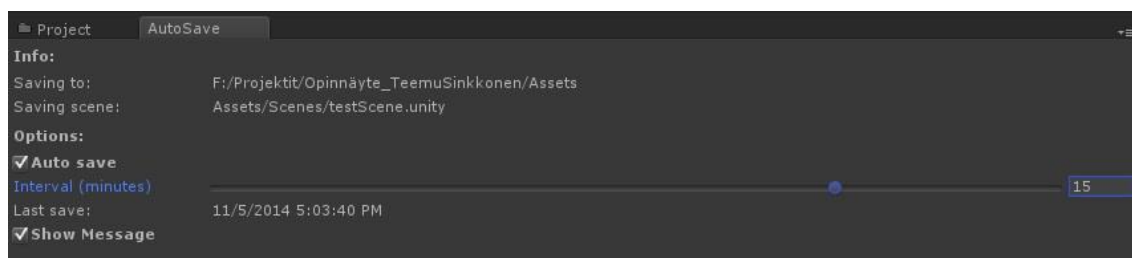 Project AutoSave
Info:
Saving to: F:/Projektit/Opinnäyte_TeemuSinkkonen/Assets
Saving scene: Assets/Scenes/testScene.unity
Options:
Auto save
Interval (minutes) 15
Last save: 11/5/2014 5:03:40 PM
Show Message